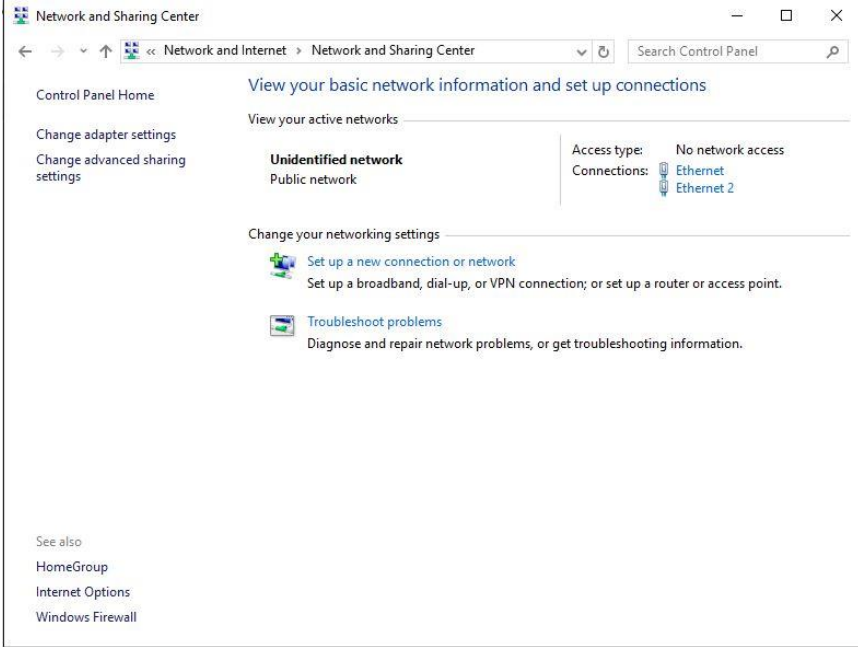 Network and Sharing Center
« Network and Internet › Network and Sharing Center
Search Control Panel
Control Panel Home
Change adapter settings
Change advanced sharing
settings
View your basic network information and set up connections
View your active networks
Unidentified network
Public network
Access type: No network access
Connections: Ethernet
Ethernet 2
Change your networking settings
Set up a new connection or network
Set up a broadband, dial-up, or VPN connection; or set up a router or access point.
Troubleshoot problems
Diagnose and repair network problems, or get troubleshooting information.
See also
HomeGroup
Internet Options
Windows Firewall